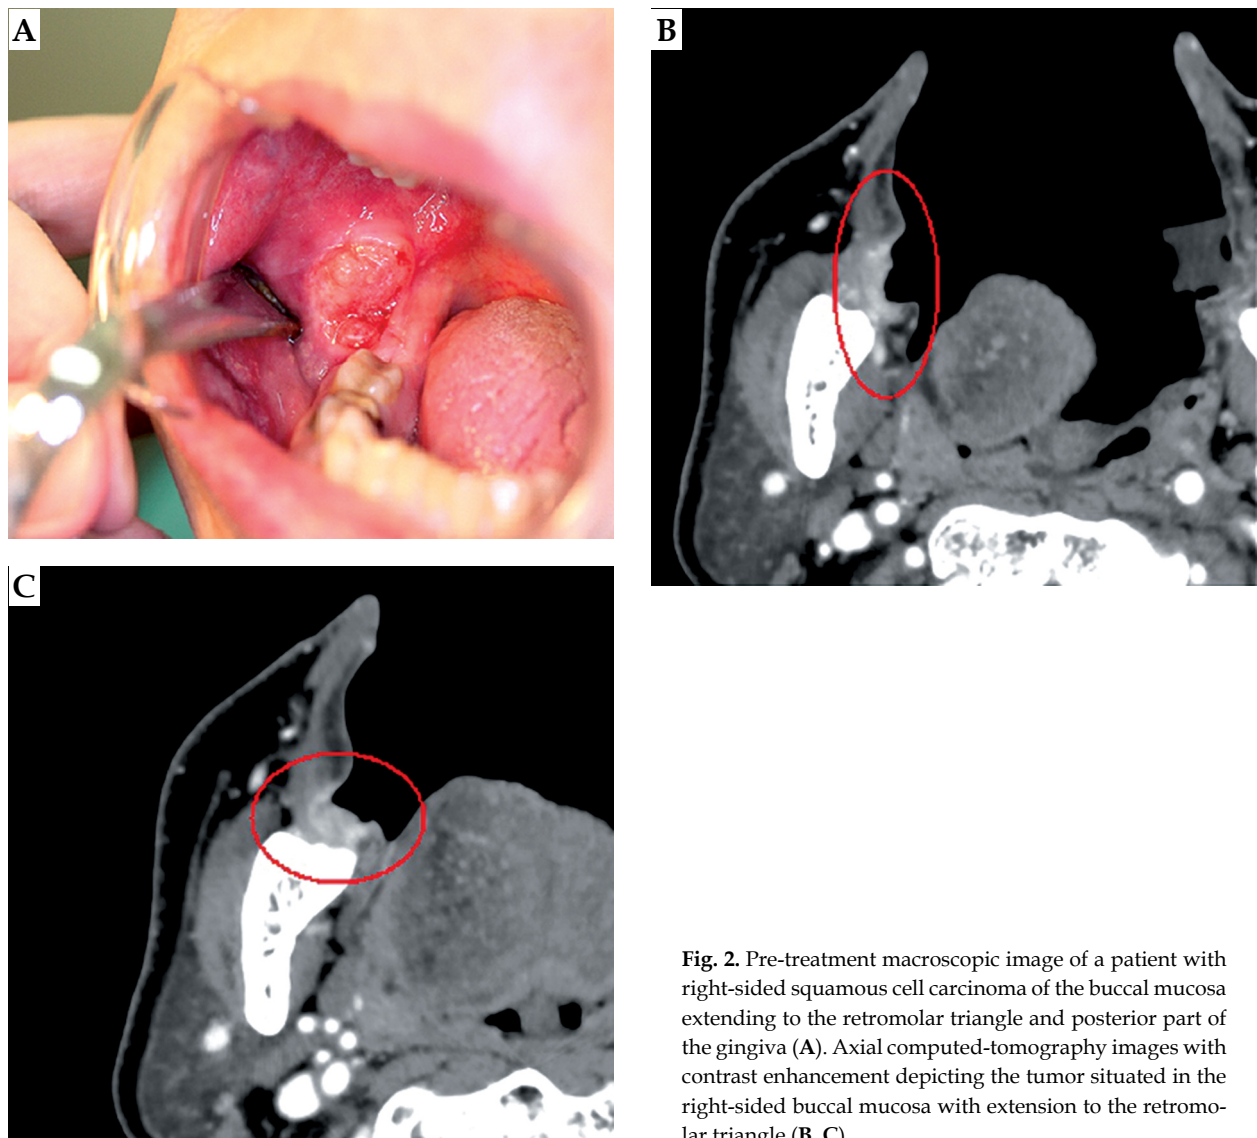 A
B
C
Fig. 2. Pre-treatment macroscopic image of a patient with
right-sided squamous cell carcinoma of the buccal mucosa
extending to the retromolar triangle and posterior part of
the gingiva (A). Axial computed-tomography images with
contrast enhancement depicting the tumor situated in the
right-sided buccal mucosa with extension to the retromo-
lar triangle (B, C)